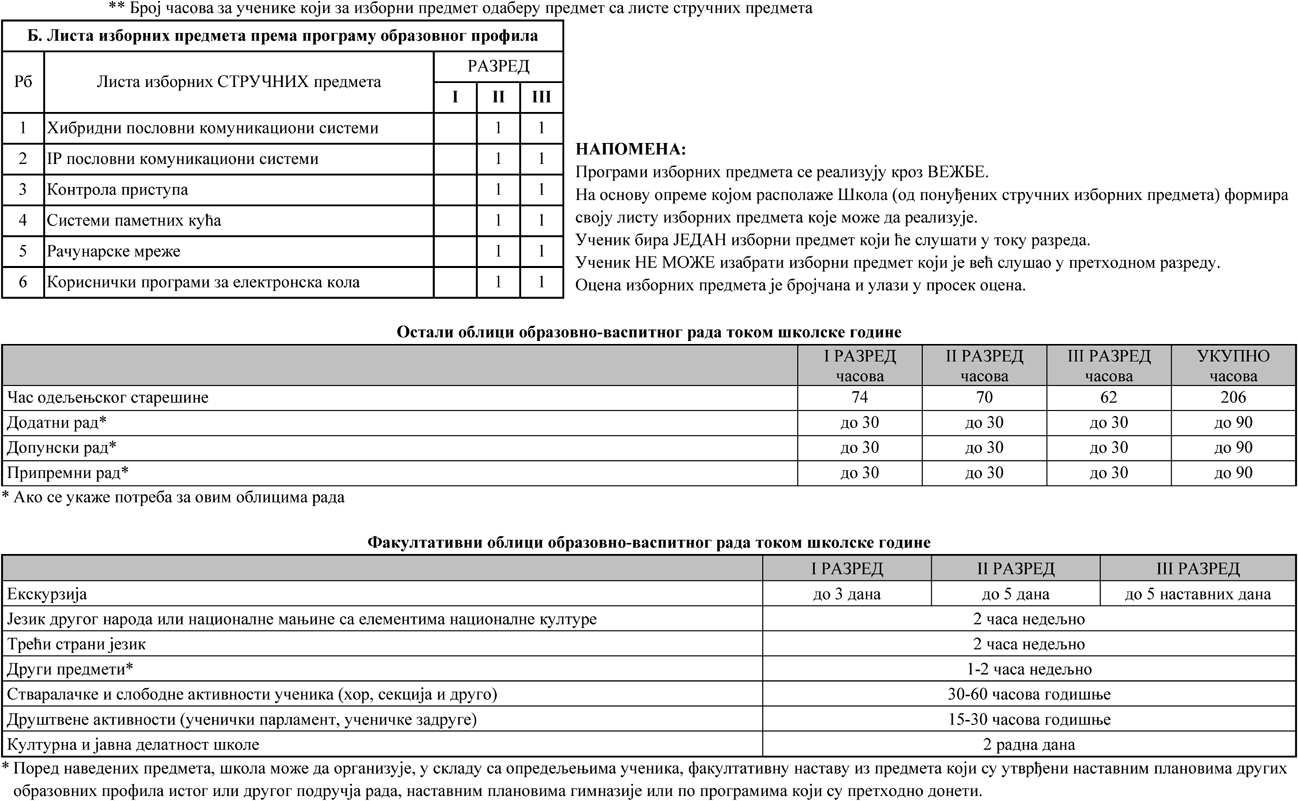 ** Број часова за ученике који за изборни предмет одаберу предмет са листе стручних предмета
Б. Листа изборних предмета према програму образовног профила
Рб Листа изборних СТРУЧНИХ предмета РАЗРЕД
I II III
1 Хибридни пословни комуникациони системи 1 1
2 IP пословни комуникациони системи 1 1
3 Контрола приступа 1 1
4 Системи паметних кућа 1 1
5 Рачунарске мреже 1 1
6 Кориснички програми за електронска кола 1 1
НАПОМЕНА:
Програми изборних предмета се реализују кроз ВЕЖБЕ.
На основу опреме којом располаже Школа (од понуђених стручних изборних предмета) формира
своју листу изборних предмета које може да реализује.
Ученик бира ЈЕДАН изборни предмет који ће слушати у току разреда.
Ученик НЕ МОЖЕ изабрати изборни предмет који је већ слушао у претходном разреду.
Оцена изборних предмета је бројчана и улази у просек оцена.
Остали облици образовно-васпитног рада током школске године
I РАЗРЕД II РАЗРЕД III РАЗРЕД УКУПНО
часова часова часова часова
Час одељењског старешине 74 70 62 206
Додатни рад* до 30 до 30 до 30 до 90
Допунски рад* до 30 до 30 до 30 до 90
Припремни рад* до 30 до 30 до 30 до 90
* Ако се укаже потреба за овим облицима рада
Факултативни облици образовно-васпитног рада током школске године
I РАЗРЕД II РАЗРЕД III РАЗРЕД
Екскурзија до 3 дана до 5 дана до 5 наставних дана
Језик другог народа или националне мањине са елементима националне културе 2 часа недељно
Трећи страни језик 2 часа недељно
Други предмети* 1-2 часа недељно
Стваралачке и слободне активности ученика (хор, секција и друго) 30-60 часова годишње
Друштвене активности (ученички парламент, ученичке задруге) 15-30 часова годишње
Културна и јавна делатност школе 2 радна дана
* Поред наведених предмета, школа може да организује, у складу са опредељењима ученика, факултативну наставу из предмета који су утврђени наставним плановима других
образовних профила истог или другог подручја рада, наставним плановима гимназије или по програмима који су претходно донети.